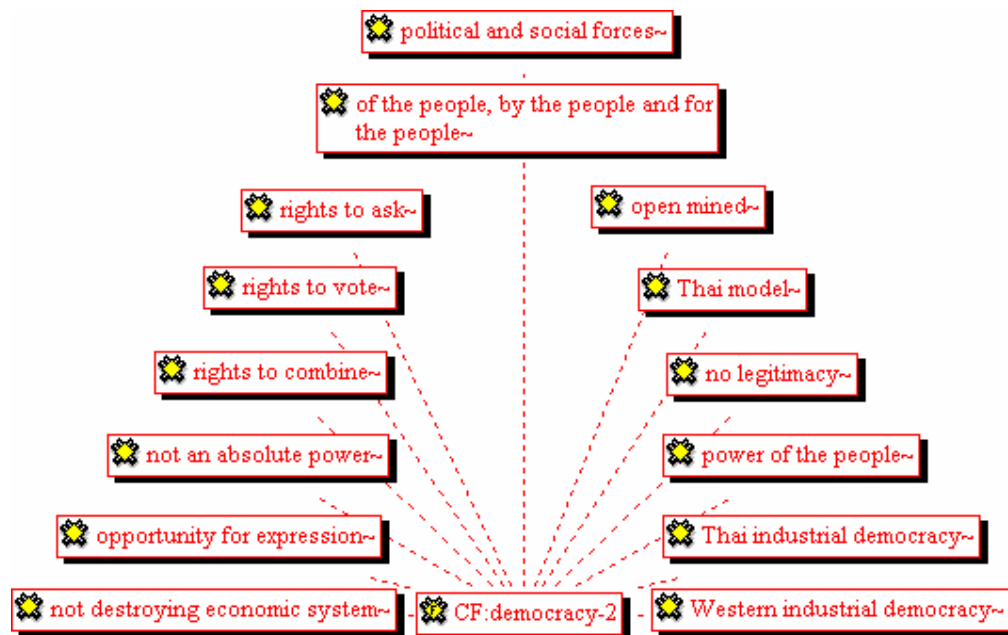 political and social forces~
of the people, by the people and for
the people~
rights to ask~
open mined~
rights to vote~
Thai model~
rights to combine~
no legitimacy~
not an absolute power~
power of the people~
opportunity for expression~
Thai industrial democracy~
not destroying economic system~
CF:democracy-2
Western industrial democracy~